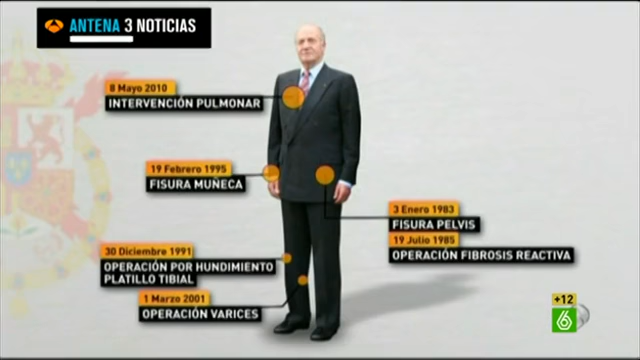 3 ANTENA 3 NOTICIAS
8 Mayo 2010
INTERVENCIÓN PULMONAR
19 Febrero 1995
FISURA MUÑECA
3 Enero 1983
FISURA PELVIS
19 Julio 1985
OPERACIÓN FIBROSIS REACTIVA
30 Diciembre 1991
OPERACIÓN POR HUNDIMIENTO
PLATILLO TIBIAL
1 Marzo 2001
OPERACIÓN VARICES
+12
6